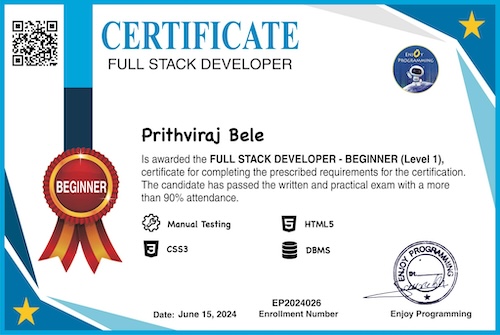 CERTIFICATE
FULL STACK DEVELOPER
ENJOY
PROGRAMMING
Prithviraj Bele
Is awarded the FULL STACK DEVELOPER - BEGINNER (Level 1),
certificate for completing the prescribed requirements for the certification.
The candidate has passed the written and practical exam with a more
than 90% attendance.
BEGINNER
Manual Testing
HTML5
CSS3
DBMS
ENJOY PROGRAMMING
Date: June 15, 2024
EP2024026
Enrollment Number
Enjoy Programming